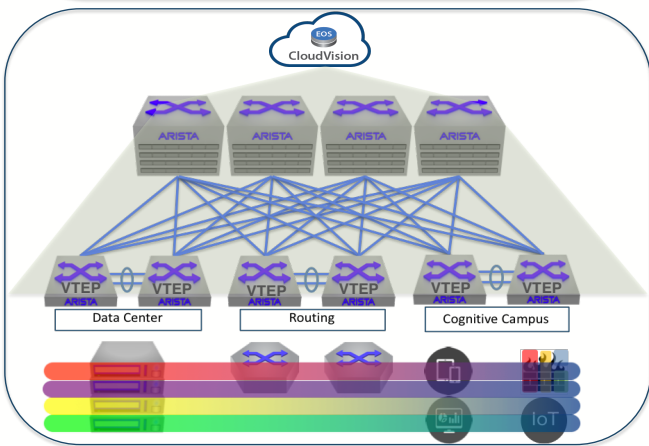 EOS
CloudVision
ARISTA ARISTA ARISTA ARISTA
VTEP VTEP VTEP VTEP VTEP VTEP
ARISTA ARISTA ARISTA ARISTA ARISTA ARISTA
Data Center Routing Cognitive Campus
IoT